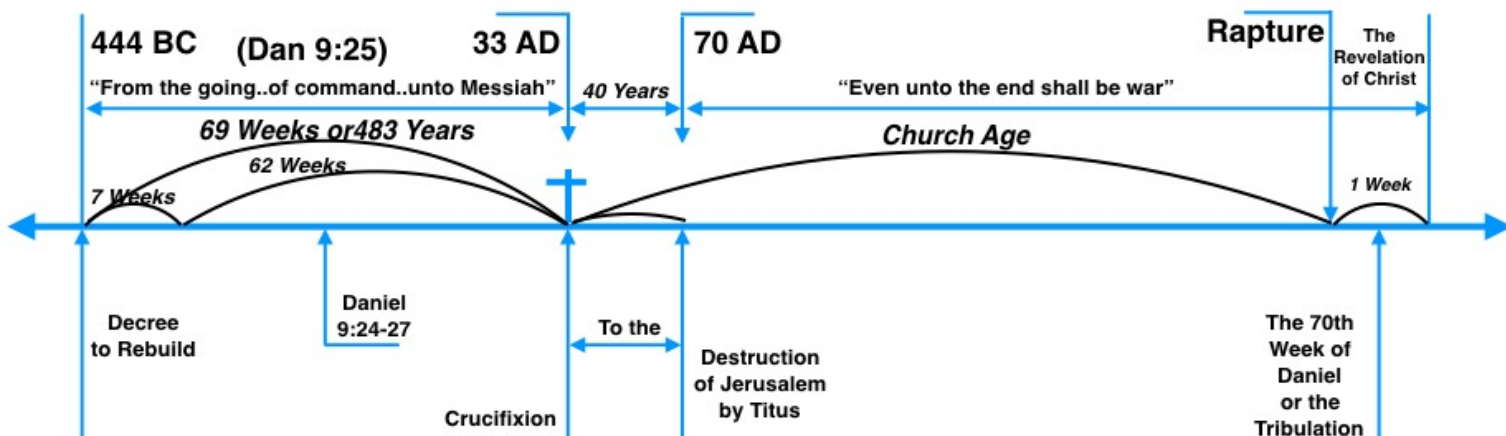 444 BC
(Dan 9:25)
33 AD
70 AD
Rapture
The
Revelation
of Christ
“From the going..of command..unto Messiah”
40 Years
“Even unto the end shall be war”
69 Weeks or483 Years
Church Age
62 Weeks
7 Weeks
1 Week
Decree
to Rebuild
Daniel
9:24-27
To the
Crucifixion
Destruction
of Jerusalem
by Titus
The 70th
Week of
Daniel
or the
Tribulation